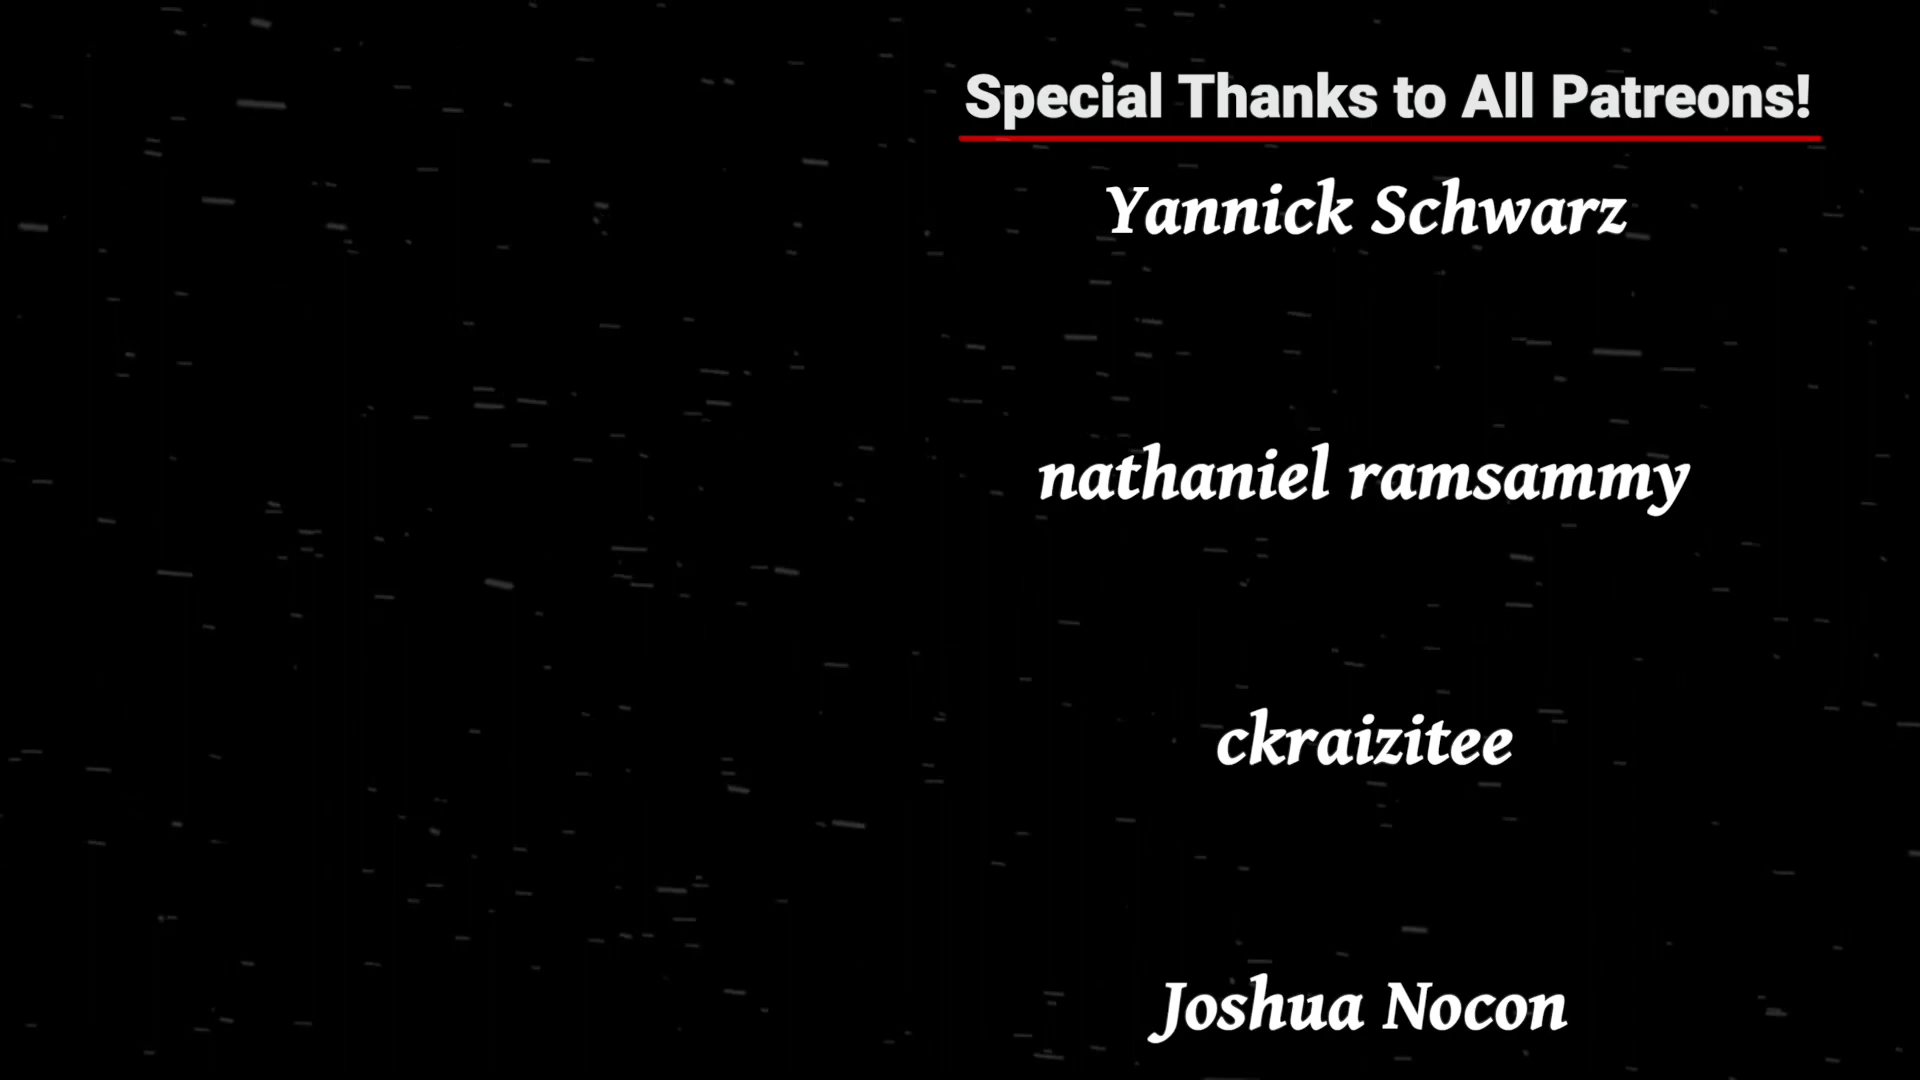 Special Thanks to All Patreons!
Yannick Schwarz
nathaniel ramsammy
ckraizitee
Joshua Nocon